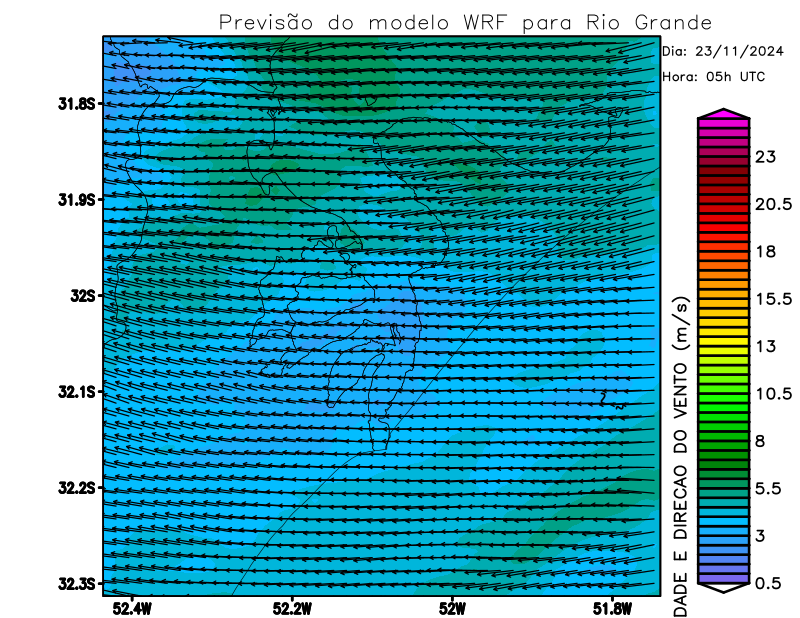 Previsão do modelo WRF para Rio Grande
Dia: 23/11/2024
Hora: 05h UTC
31.8S
31.9S
32S
32.1S
32.2S
32.3S
52.4W
52.2W
52W
51.8W
23
20.5
18
15.5
13
10.5
8
5.5
3
0.5
DADE E DIRECAO DO VENTO (m/s)